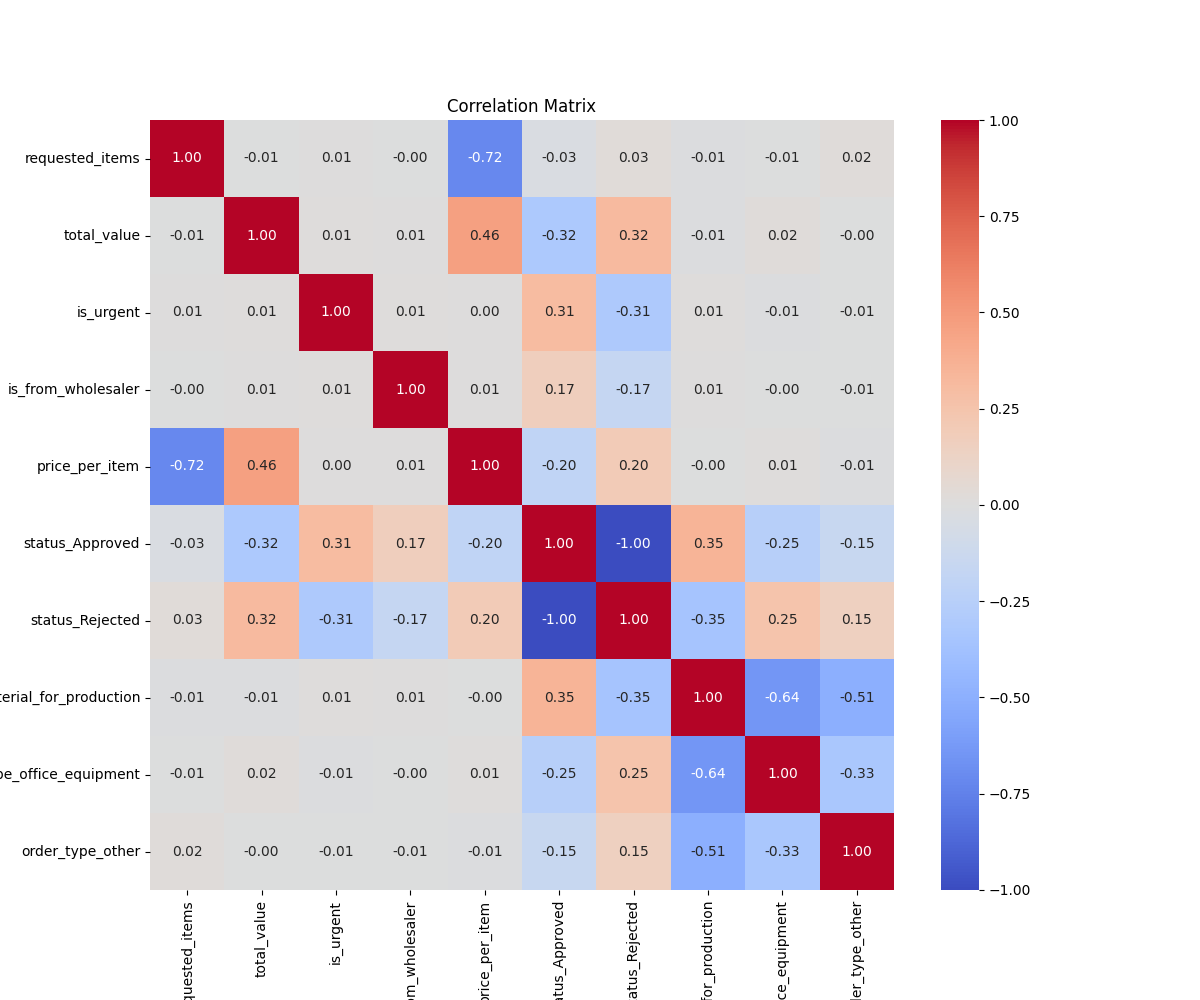 Correlation Matrix
requested_items 1.00 -0.01 0.01 -0.00 -0.72 -0.03 0.03 -0.01 -0.01 0.02
total_value -0.01 1.00 0.01 0.01 0.46 -0.32 0.32 -0.01 0.02 -0.00
is_urgent 0.01 0.01 1.00 0.01 0.00 0.31 -0.31 0.01 -0.01 -0.01
is_from_wholesaler -0.00 0.01 0.01 1.00 0.01 0.17 -0.17 0.01 -0.00 -0.01
price_per_item -0.72 0.46 0.00 0.01 1.00 -0.20 0.20 -0.00 0.01 -0.01
status_Approved -0.03 -0.32 0.31 0.17 -0.20 1.00 -1.00 0.35 -0.25 -0.15
status_Rejected 0.03 0.32 -0.31 -0.17 0.20 -1.00 1.00 -0.35 0.25 0.15
terial_for_production -0.01 -0.01 0.01 0.01 -0.00 0.35 -0.35 1.00 -0.64 -0.51
pe_office_equipment -0.01 0.02 -0.01 -0.00 0.01 -0.25 0.25 -0.64 1.00 -0.33
order_type_other 0.02 -0.00 -0.01 -0.01 -0.01 -0.15 0.15 -0.51 -0.33 1.00
quested_items
total_value
is_urgent
om_wholesaler
price_per_item
tus_Approved
atus_Rejected
for_production
ce_equipment
der_type_other
1.00
0.75
0.50
0.25
0.00
−0.25
−0.50
−0.75
−1.00